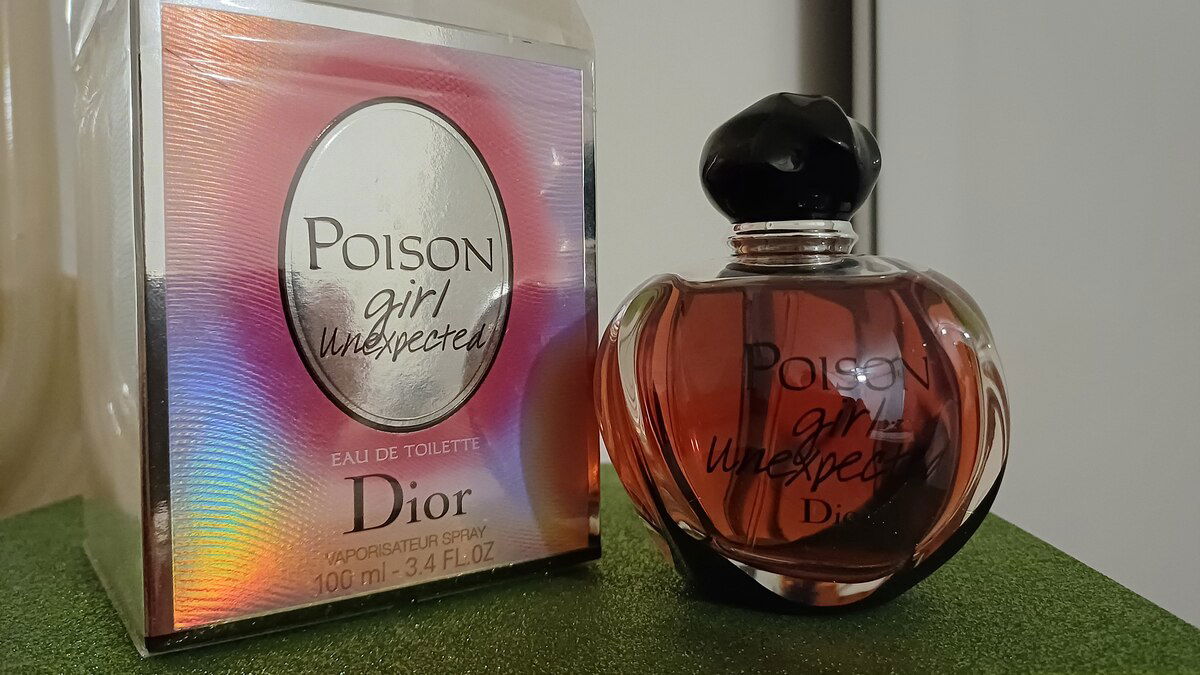 POISON
girl
Unexpected
EAU DE TOILETTE
Dior
VAPORISATEUR SPRAY
100 ml - 3.4 FL.OZ
POISON
girl
Unexpected
Dior